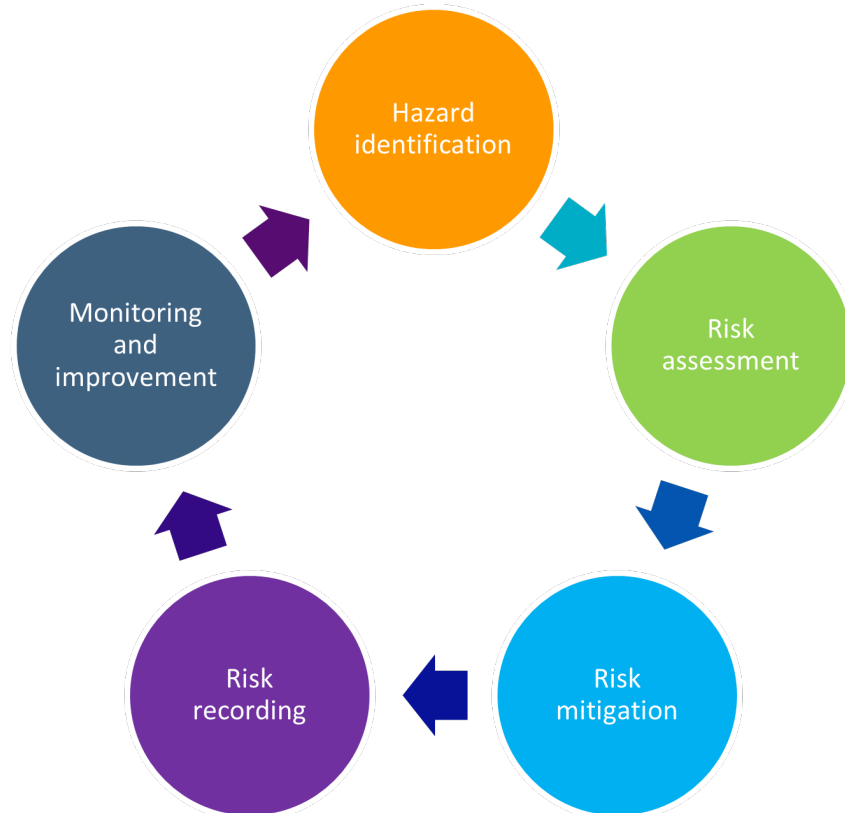 Hazard
identification
Risk
assessment
Risk
mitigation
Risk
recording
Monitoring
and
improvement